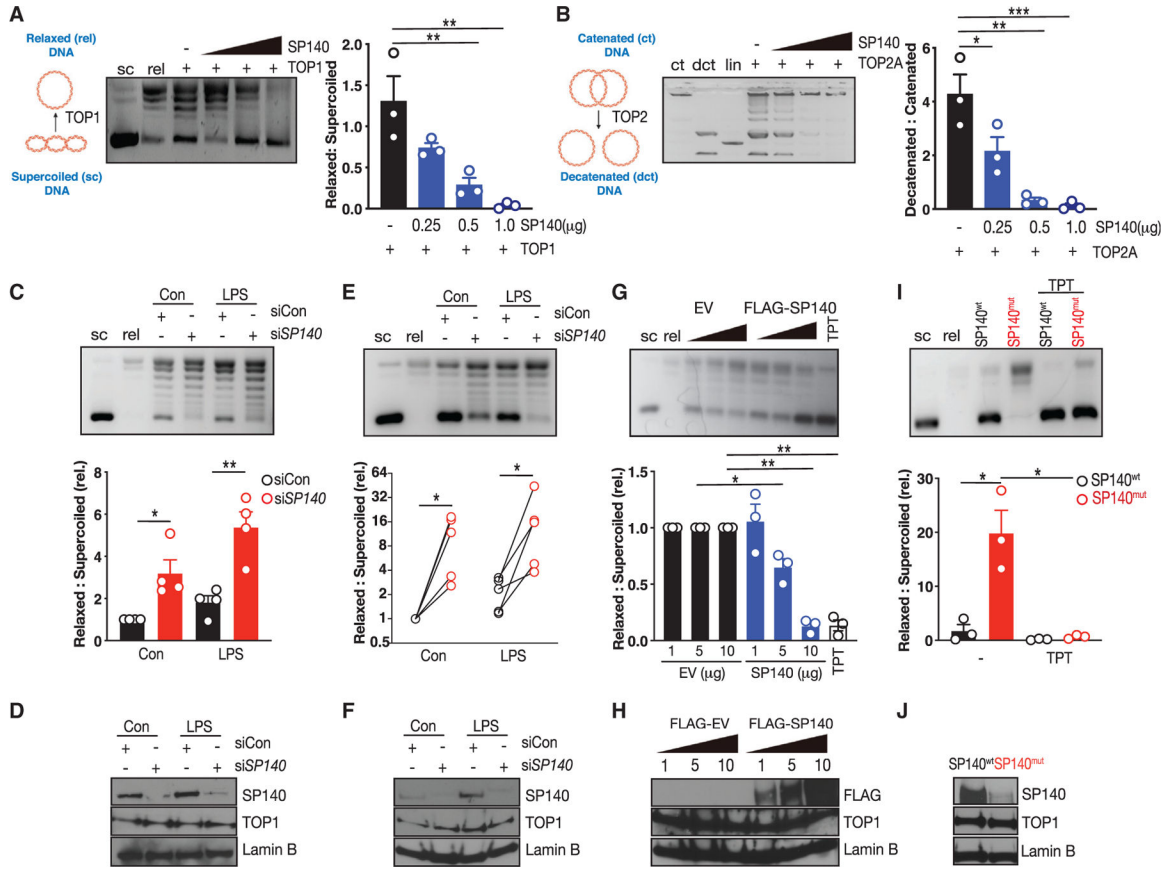 A
Relaxed (rel)
DNA
TOP1
Supercoiled (sc)
DNA
- SP140
sc rel + + + + TOP1
** 
**
Relaxed: Supercoiled
2.0
1.5
1.0
0.5
0.0
- 0.25 0.5 1.0 SP140(μg)
+ + + + TOP1
B
Catenated (ct)
DNA
TOP2
Decatenated (dct)
DNA
- SP140
ct dct lin + + + + TOP2A
***
**
*
Decatenated : Catenated
6
4
2
0
- 0.25 0.5 1.0 SP140(μg)
+ + + + TOP2A
C
Con LPS
+ - + - siCon
sc rel - + - + siSP140
Relaxed : Supercoiled (rel.)
8
6
4
2
0
* **
siCon
siSP140
Con LPS
E
Con LPS
+ - + - siCon
sc rel - + - + siSP140
Relaxed : Supercoiled (rel.)
64
32
16
8
4
2
1
0.5
* *
Con LPS
G
EV FLAG-SP140
sc rel TPT
Relaxed : Supercoiled (rel.)
1.5
1.0
0.5
0.0
**
**
*
1 5 10 1 5 10 TPT
EV (μg) SP140 (μg)
I
TPT
sc rel SP140wt SP140mut SP140wt SP140mut
Relaxed : Supercoiled (rel.)
30
20
10
0
* *
SP140wt
SP140mut
- TPT
D
Con LPS
+ - + - siCon
- + - + siSP140
SP140
TOP1
Lamin B
F
Con LPS
+ - + - siCon
- + - + siSP140
SP140
TOP1
Lamin B
H
FLAG-EV FLAG-SP140
1 5 10 1 5 10
FLAG
TOP1
Lamin B
J
SP140wt SP140mut
SP140
TOP1
Lamin B